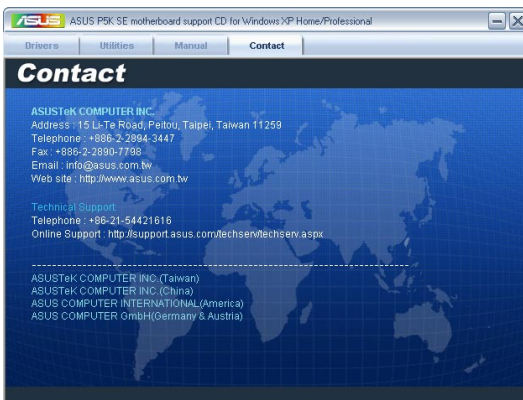 ASUS ASUS P5K SE motherboard support CD for Windows XP Home/Professional
Drivers Utilities Manual Contact
Contact
ASUSTeK COMPUTER INC.
Address : 15 Li-Te Road, Peitou, Taipei, Taiwan 11259
Telephone : +886-2-2894-3447
Fax : +886-2-2890-7798
Email : info@asus.com.tw
Web site : http://www.asus.com.tw
Technical Support
Telephone : +86-21-54421616
Online Support : http://support.asus.com/techserv/techserv.aspx
ASUSTeK COMPUTER INC.(Taiwan)
ASUSTeK COMPUTER INC.(China)
ASUS COMPUTER INTERNATIONAL(America)
ASUS COMPUTER GmbH(Germany & Austria)